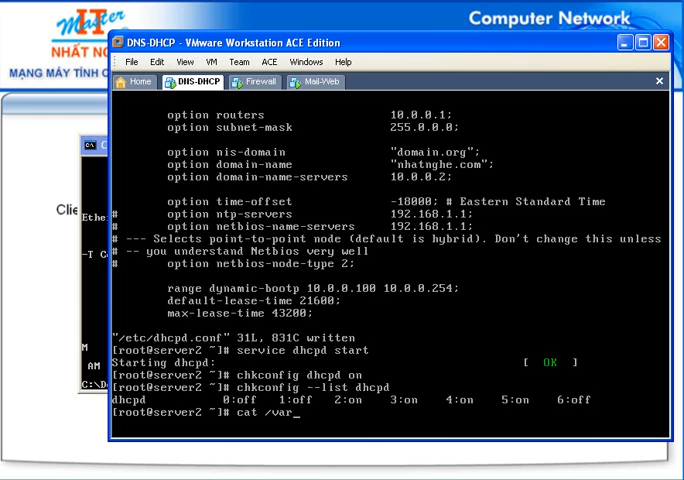 Computer Network
Master
IT
NHẤT NG
MẠNG MÁY TÍNH C
DNS-DHCP - VMware Workstation ACE Edition
File Edit View VM Team ACE Windows Help
Home DNS-DHCP Firewall Mail-Web
option routers 10.0.0.1;
option subnet-mask 255.0.0.0;
option nis-domain "domain.org";
option domain-name "nhatnghe.com";
option domain-name-servers 10.0.0.2;
option time-offset -18000; # Eastern Standard Time
# option ntp-servers 192.168.1.1;
# option netbios-name-servers 192.168.1.1;
# --- Selects point-to-point node (default is hybrid). Don't change this unless
# -- you understand Netbios very well
# option netbios-node-type 2;
range dynamic-bootp 10.0.0.100 10.0.0.254;
default-lease-time 21600;
max-lease-time 43200;
"/etc/dhcpd.conf" 31L, 831C written
[root@server2 ~]# service dhcpd start
Starting dhcpd: [ OK ]
[root@server2 ~]# chkconfig dhcpd on
[root@server2 ~]# chkconfig --list dhcpd
dhcpd 0:off 1:off 2:on 3:on 4:on 5:on 6:off
[root@server2 ~]# cat /var_
Clie
Ether
-T Co
M
AM
C:\Do